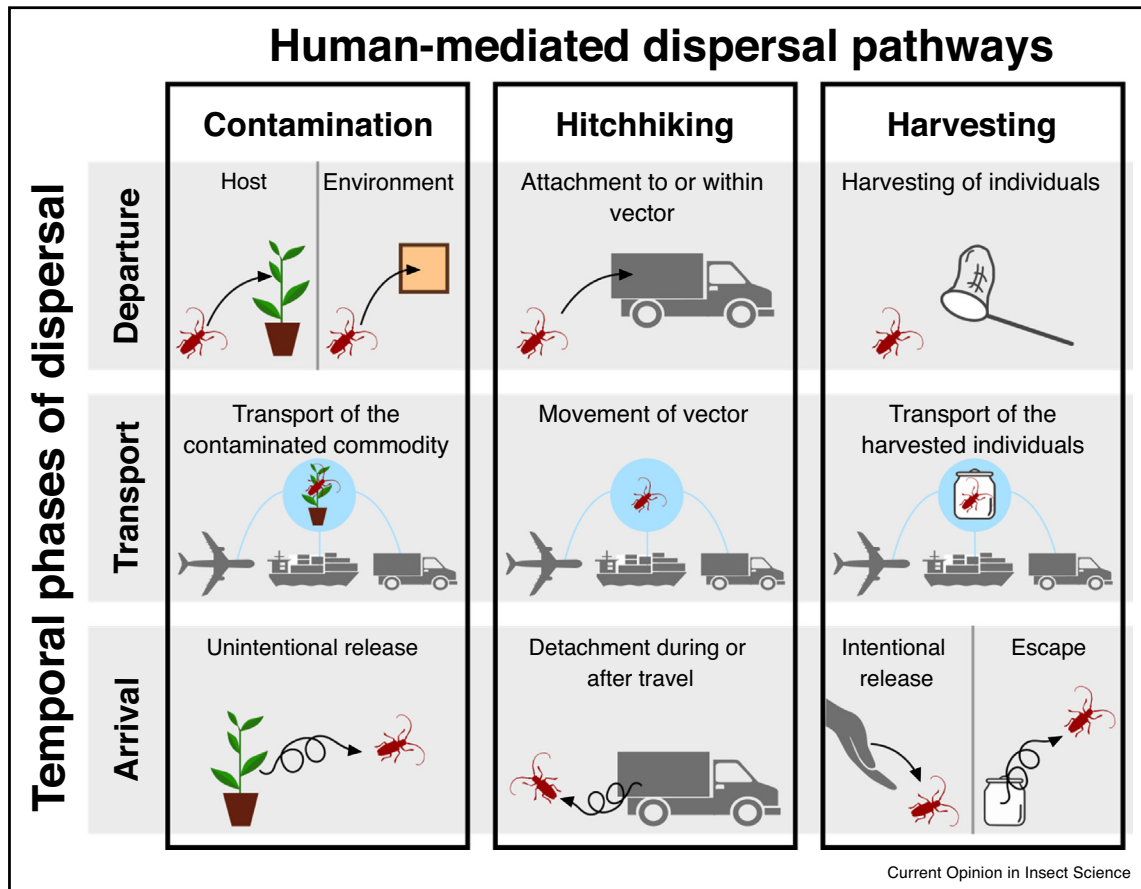 Human-mediated dispersal pathways
Contamination
Hitchhiking
Harvesting
Temporal phases of dispersal
Departure
Host
Environment
Attachment to or within
vector
Harvesting of individuals
Transport
Transport of the
contaminated commodity
Movement of vector
Transport of the
harvested individuals
Arrival
Unintentional release
Detachment during or
after travel
Intentional
release
Escape
Current Opinion in Insect Science